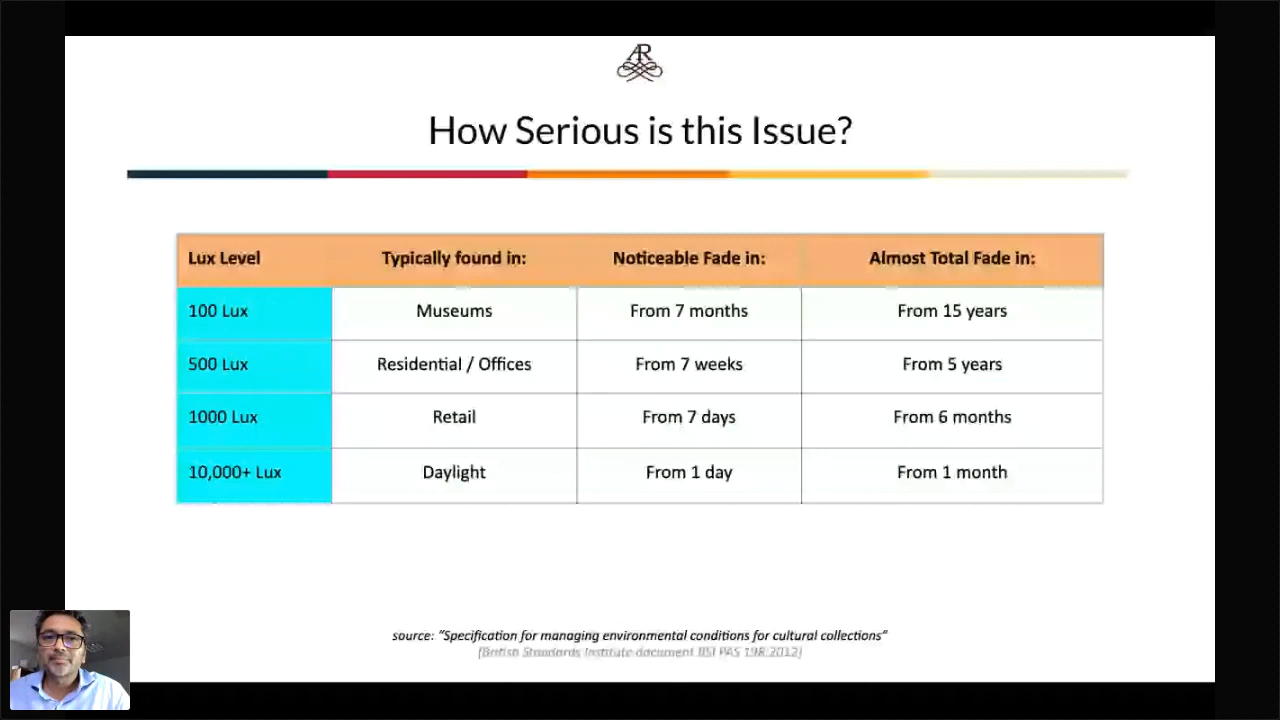 AR
How Serious is this Issue?
Lux Level Typically found in: Noticeable Fade in: Almost Total Fade in:
100 Lux Museums From 7 months From 15 years
500 Lux Residential / Offices From 7 weeks From 5 years
1000 Lux Retail From 7 days From 6 months
10,000+ Lux Daylight From 1 day From 1 month
source: "Specification for managing environmental conditions for cultural collections"
(British Standards Institute document BSI PAS 198:2012)